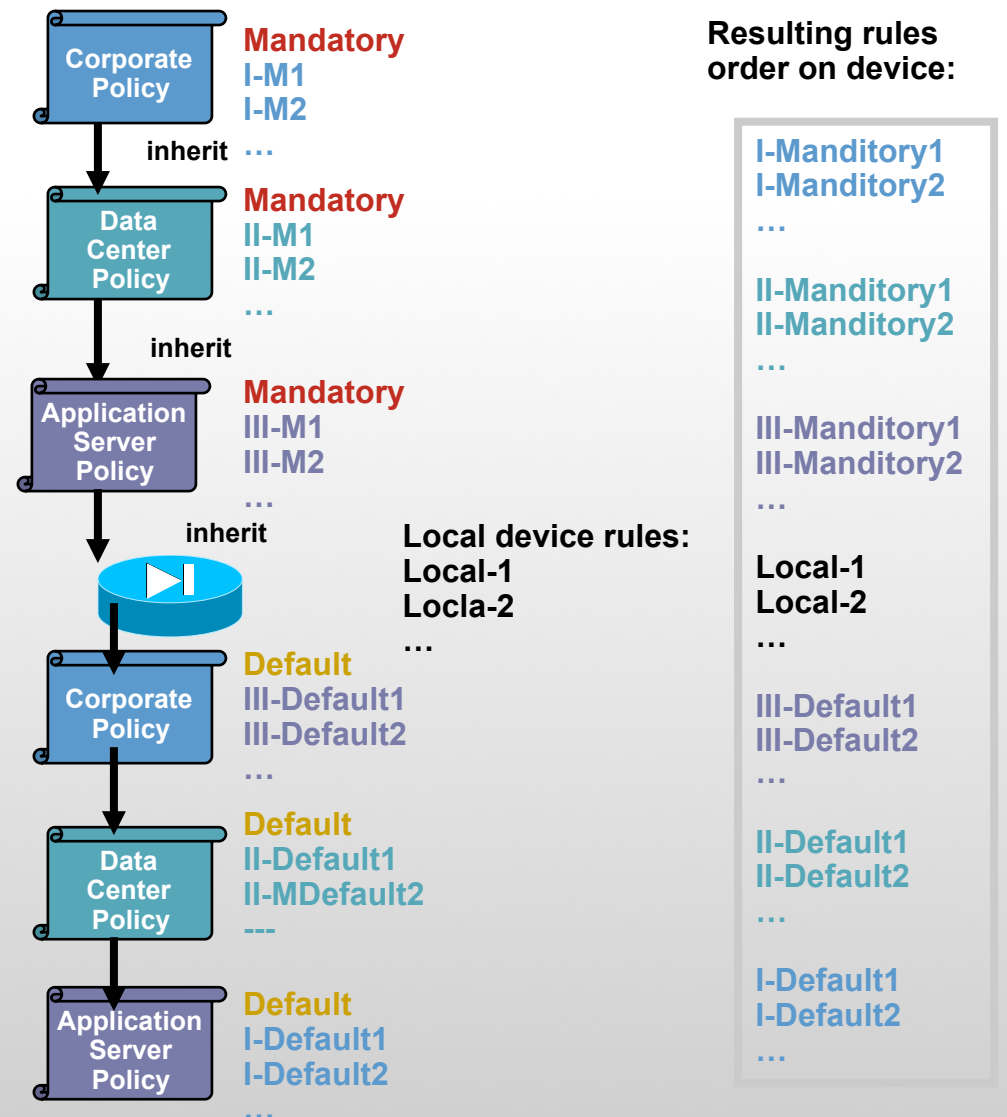 Corporate
Policy
Mandatory
I-M1
I-M2
…
inherit
Data
Center
Policy
Mandatory
II-M1
II-M2
…
inherit
Application
Server
Policy
Mandatory
III-M1
III-M2
…
inherit
Local device rules:
Local-1
Locla-2
…
Corporate
Policy
Default
III-Default1
III-Default2
…
Data
Center
Policy
Default
II-Default1
II-MDefault2
---
Application
Server
Policy
Default
I-Default1
I-Default2
…
Resulting rules
order on device:
I-Manditory1
I-Manditory2
…
II-Manditory1
II-Manditory2
…
III-Manditory1
III-Manditory2
…
Local-1
Local-2
…
III-Default1
III-Default2
…
II-Default1
II-Default2
…
I-Default1
I-Default2
…